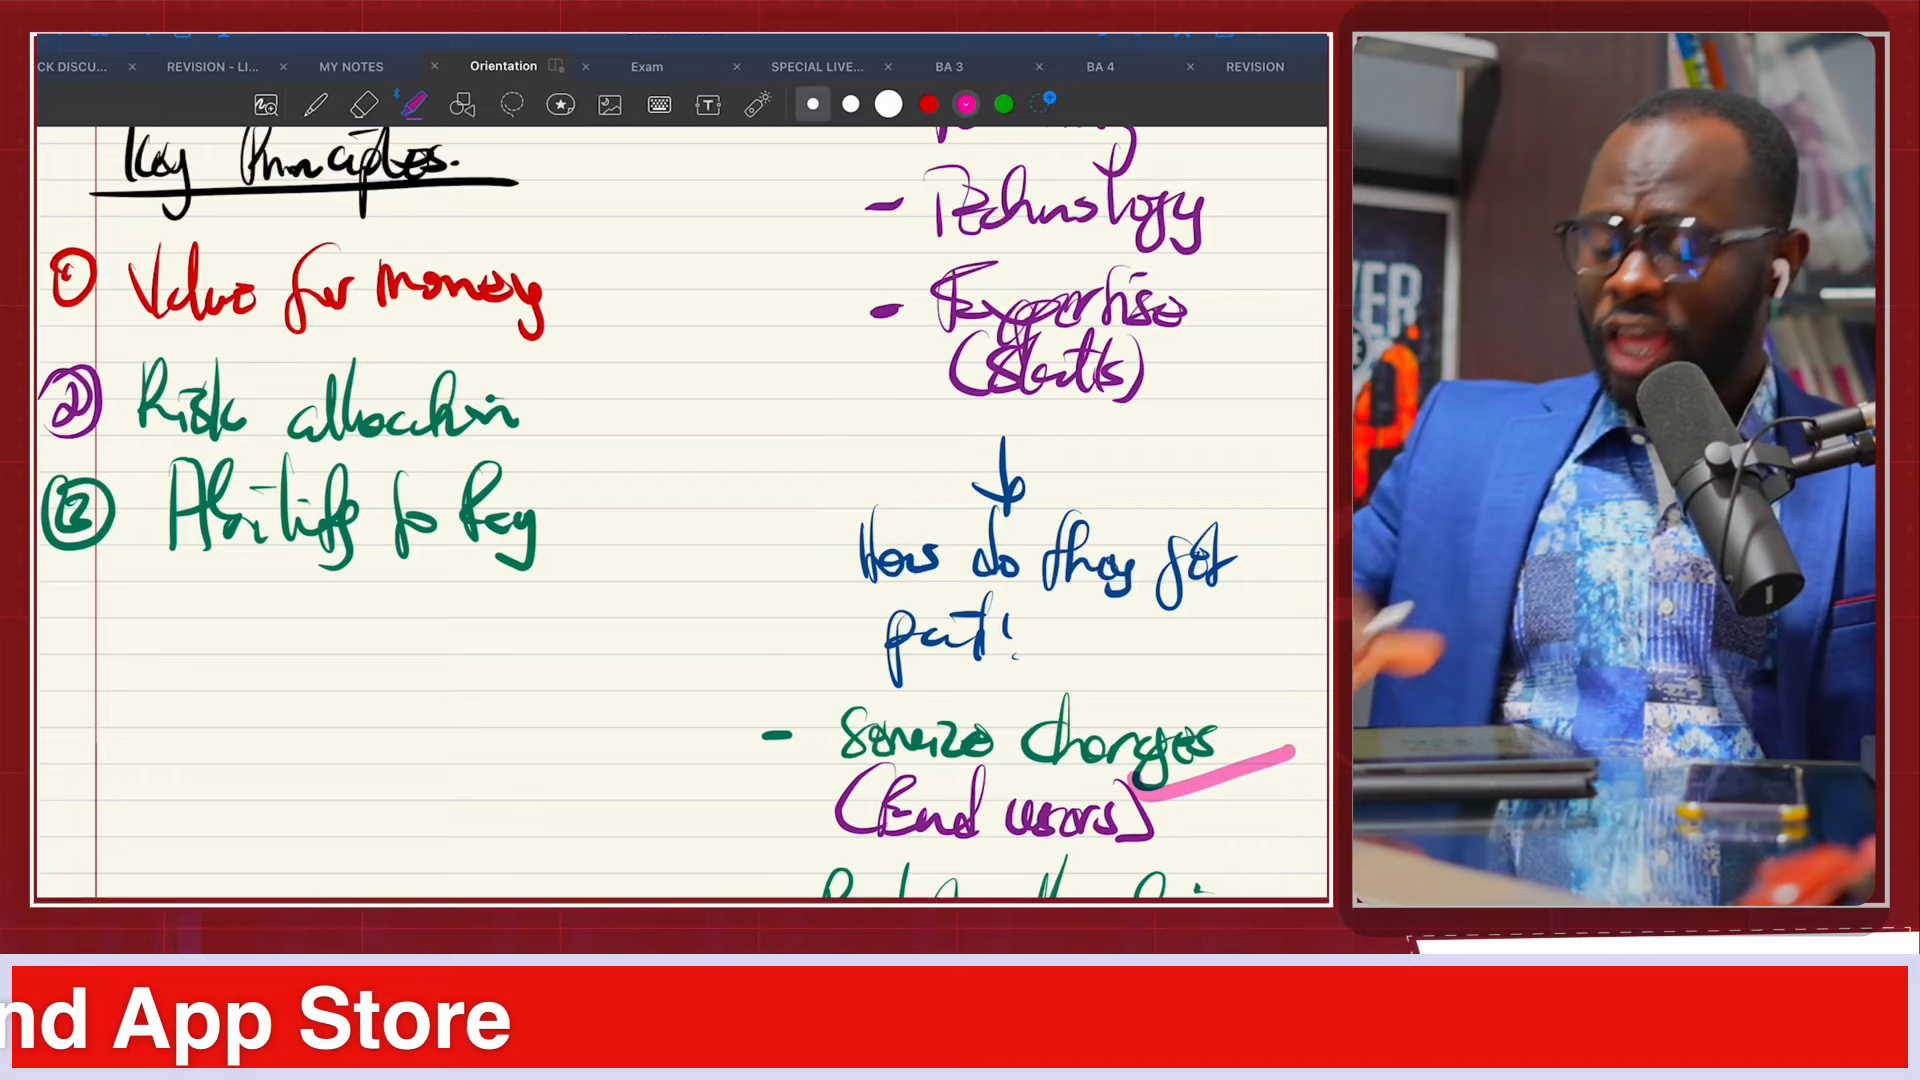 CK DISCU...
REVISION - LI...
MY NOTES
Orientation
Exam
SPECIAL LIVE...
BA 3
BA 4
REVISION
Key Principles.
① Value for money
② Risk allocation
③ Ability to Pay
- Technology
- Expertise
(Skills)
How do they get
paid?
- Service charges
(End users)
nd App Store